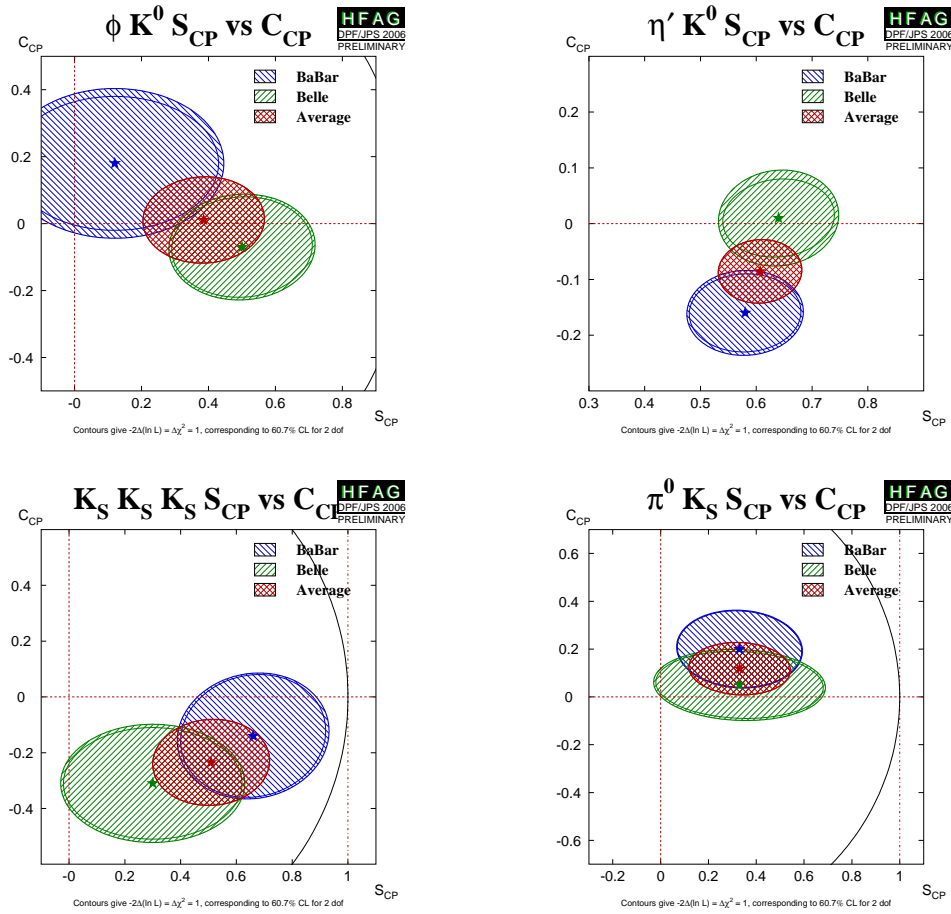 ϕ K⁰ S_CP vs C_CP
HFAG
DPF/JPS 2006
PRELIMINARY
C_CP
BaBar
Belle
Average
0.4
0.2
0
-0.2
-0.4
-0 0.2 0.4 0.6 0.8
S_CP
Contours give -2Δ(ln L) = Δχ² = 1, corresponding to 60.7% CL for 2 dof
η′ K⁰ S_CP vs C_CP
HFAG
DPF/JPS 2006
PRELIMINARY
C_CP
BaBar
Belle
Average
0.2
0.1
0
-0.1
-0.2
0.3 0.4 0.5 0.6 0.7 0.8
S_CP
Contours give -2Δ(ln L) = Δχ² = 1, corresponding to 60.7% CL for 2 dof
K_S K_S K_S S_CP vs C_CP
HFAG
DPF/JPS 2006
PRELIMINARY
C_CP
BaBar
Belle
Average
0.4
0.2
0
-0.2
-0.4
-0 0.2 0.4 0.6 0.8 1
S_CP
Contours give -2Δ(ln L) = Δχ² = 1, corresponding to 60.7% CL for 2 dof
π⁰ K_S S_CP vs C_CP
HFAG
DPF/JPS 2006
PRELIMINARY
C_CP
BaBar
Belle
Average
0.6
0.4
0.2
0
-0.2
-0.4
-0.6
-0.2 0 0.2 0.4 0.6 0.8 1
S_CP
Contours give -2Δ(ln L) = Δχ² = 1, corresponding to 60.7% CL for 2 dof